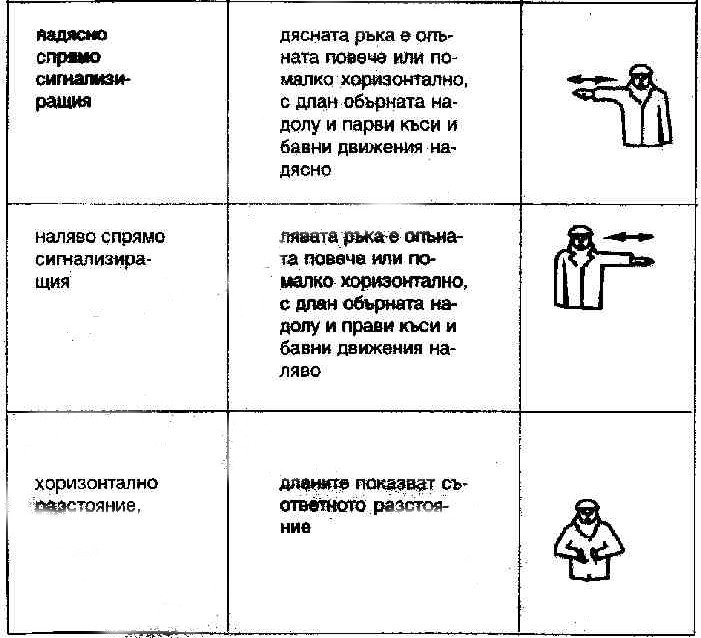 надясно
спрямо
сигнализи-
ращия
дясната ръка е опъ-
ната повече или по-
малко хоризонтално,
с длан обърната на-
долу и парви къси и
бавни движения на-
дясно
наляво спрямо
сигнализира-
щия
лявата ръка е опъна-
та повече или по-
малко хоризонтално,
с длан обърната на-
долу и прави къси и
бавни движения на-
ляво
хоризонтално
разстояние,
дланите показват съ-
ответното разстоя-
ние